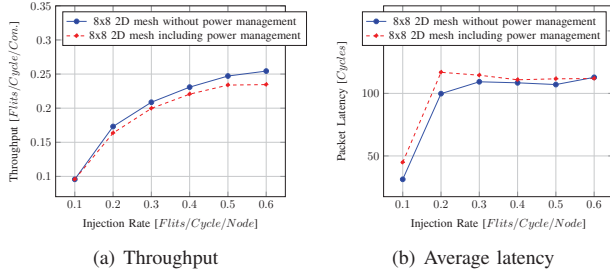 8x8 2D mesh without power management
8x8 2D mesh including power management
Throughput [Flits/Cycle/Con.]
0.35
0.3
0.25
0.2
0.15
0.1
0.1 0.2 0.3 0.4 0.5 0.6
Injection Rate [Flits/Cycle/Node]
(a) Throughput
8x8 2D mesh without power management
8x8 2D mesh including power management
Packet Latency [Cycles]
100
50
0.1 0.2 0.3 0.4 0.5 0.6
Injection Rate [Flits/Cycle/Node]
(b) Average latency